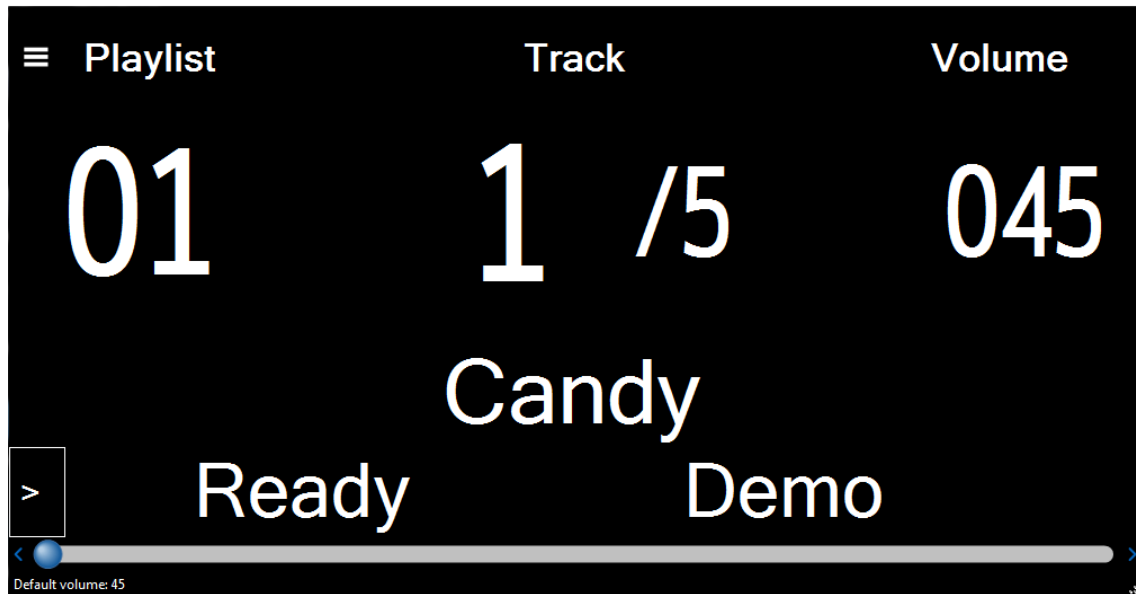 Playlist Track Volume
01 1 /5 045
Candy
> Ready Demo
Default volume: 45